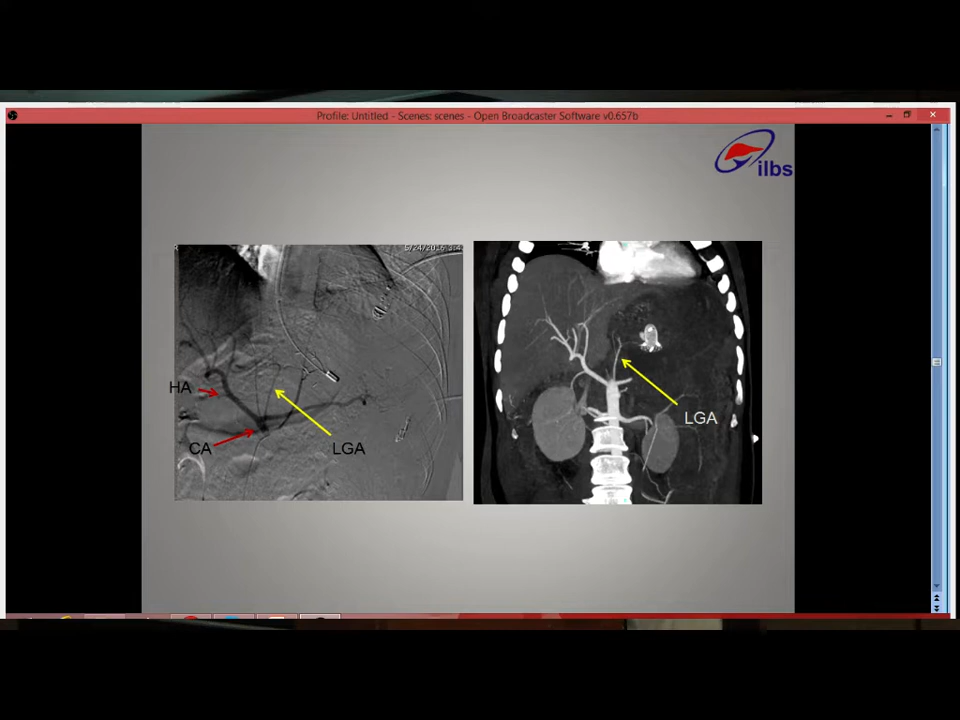 Profile: Untitled - Scenes: scenes - Open Broadcaster Software v0.657b
ilbs
HA
CA
LGA
LGA